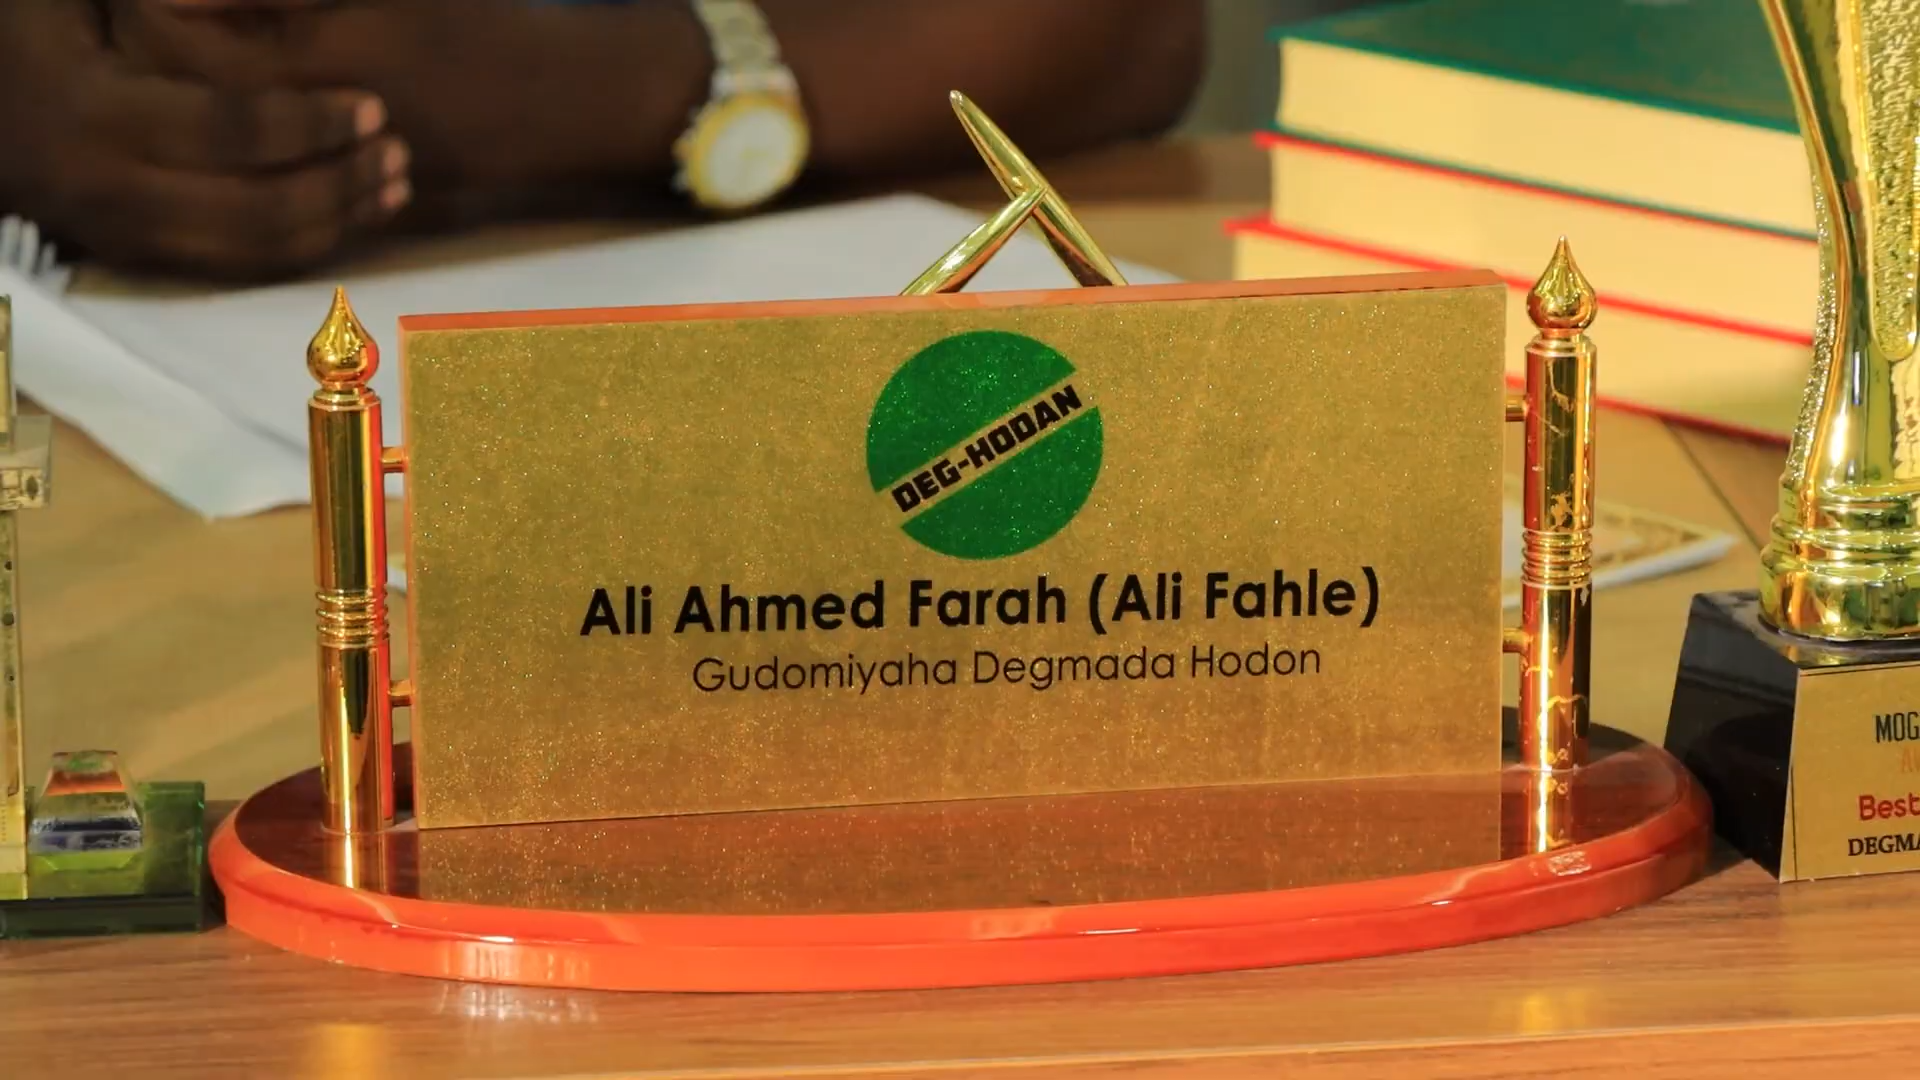 DEG-HODAN
Ali Ahmed Farah (Ali Fahle)
Gudomiyaha Degmada Hodon
Best